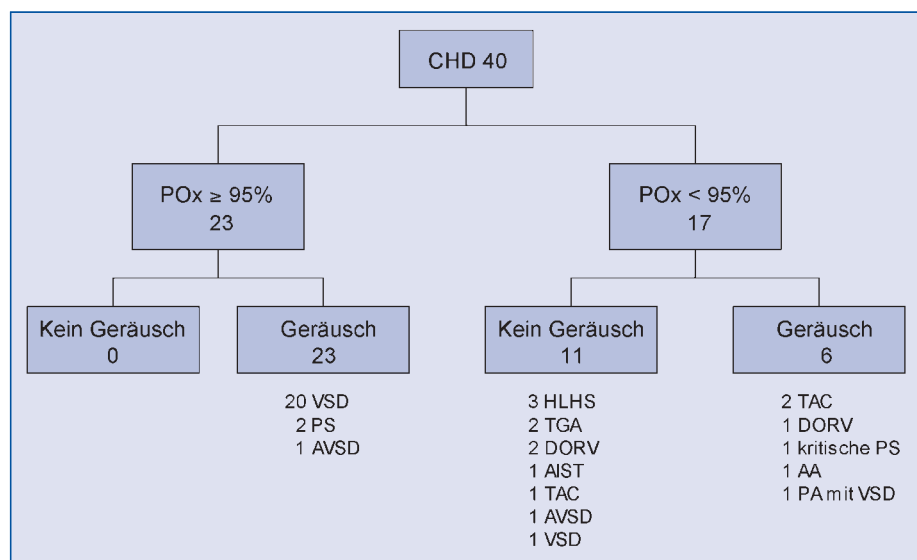 CHD 40
POx ≥ 95%
23
POx < 95%
17
Kein Geräusch
0
Geräusch
23
Kein Geräusch
11
Geräusch
6
20 VSD
2 PS
1 AVSD
3 HLHS
2 TGA
2 DORV
1 AIST
1 TAC
1 AVSD
1 VSD
2 TAC
1 DORV
1 kritische PS
1 AA
1 PA mit VSD